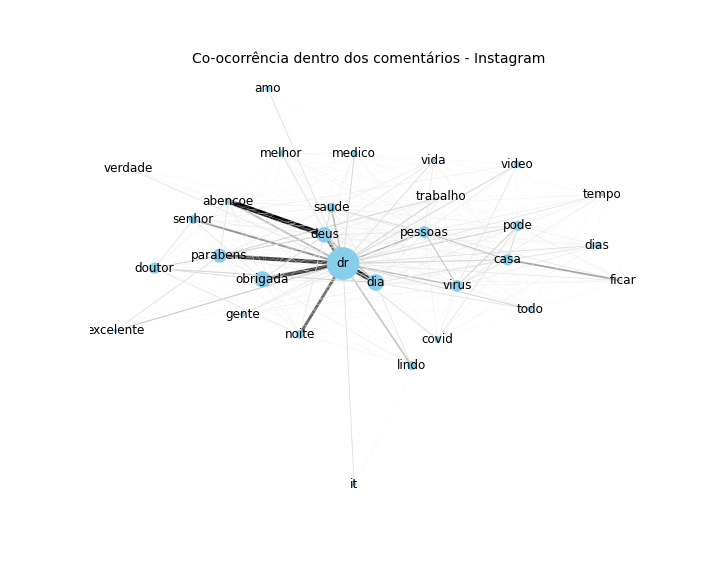 Co-ocorrência dentro dos comentários - Instagram
amo
melhor
medico
vida
video
verdade
trabalho
tempo
abencoe
saude
senhor
deus
pessoas
pode
dias
parabens
dr
casa
doutor
obrigada
dia
virus
ficar
gente
todo
excelente
noite
covid
lindo
it